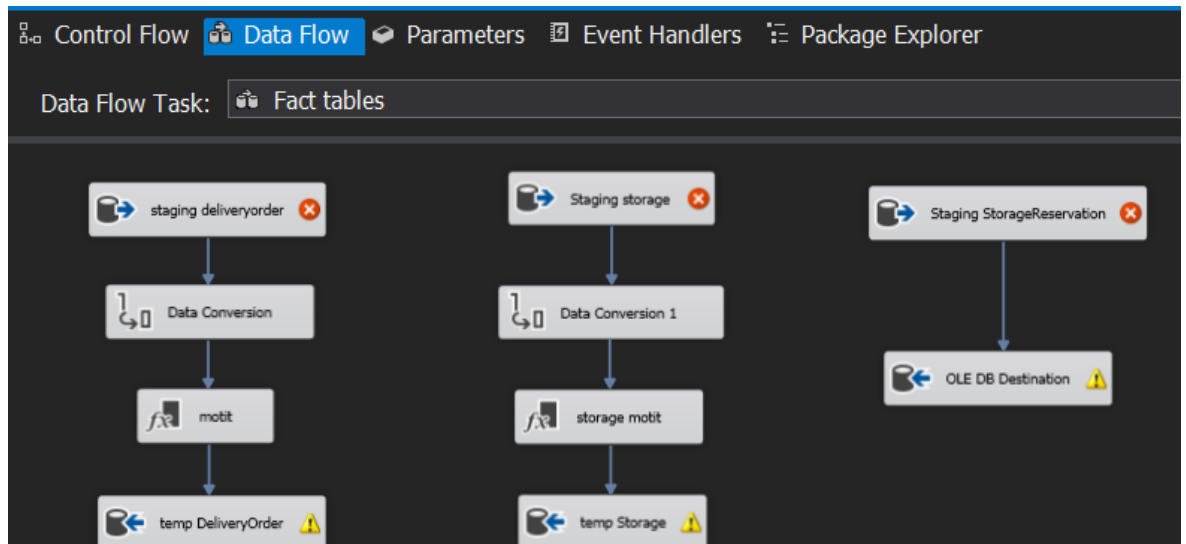 Control Flow Data Flow Parameters Event Handlers Package Explorer
Data Flow Task: Fact tables
staging deliveryorder
Staging storage
Staging StorageReservation
Data Conversion
Data Conversion 1
OLE DB Destination
motit
storage motit
temp DeliveryOrder
temp Storage